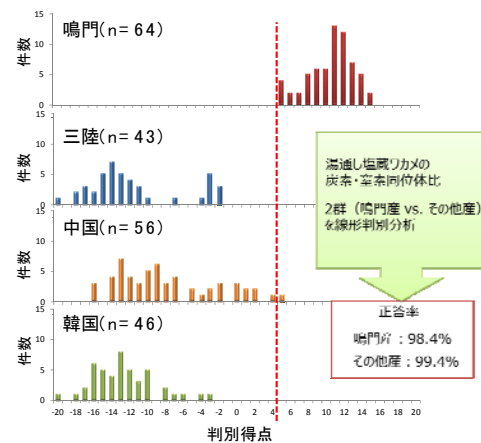 15
10
5
0
件数
鳴門(n= 64)
15
10
5
0
件数
三陸(n= 43)
15
10
5
0
件数
中国(n= 56)
15
10
5
0
件数
韓国(n= 46)
-20 -18 -16 -14 -12 -10 -8 -6 -4 -2 0 2 4 6 8 10 12 14 16 18 20
判別得点
湯通し塩蔵ワカメの
炭素・窒素同位体比
2群（鳴門産 vs. その他産）
を線形判別分析
正答率
鳴門産：98.4%
その他産：99.4%